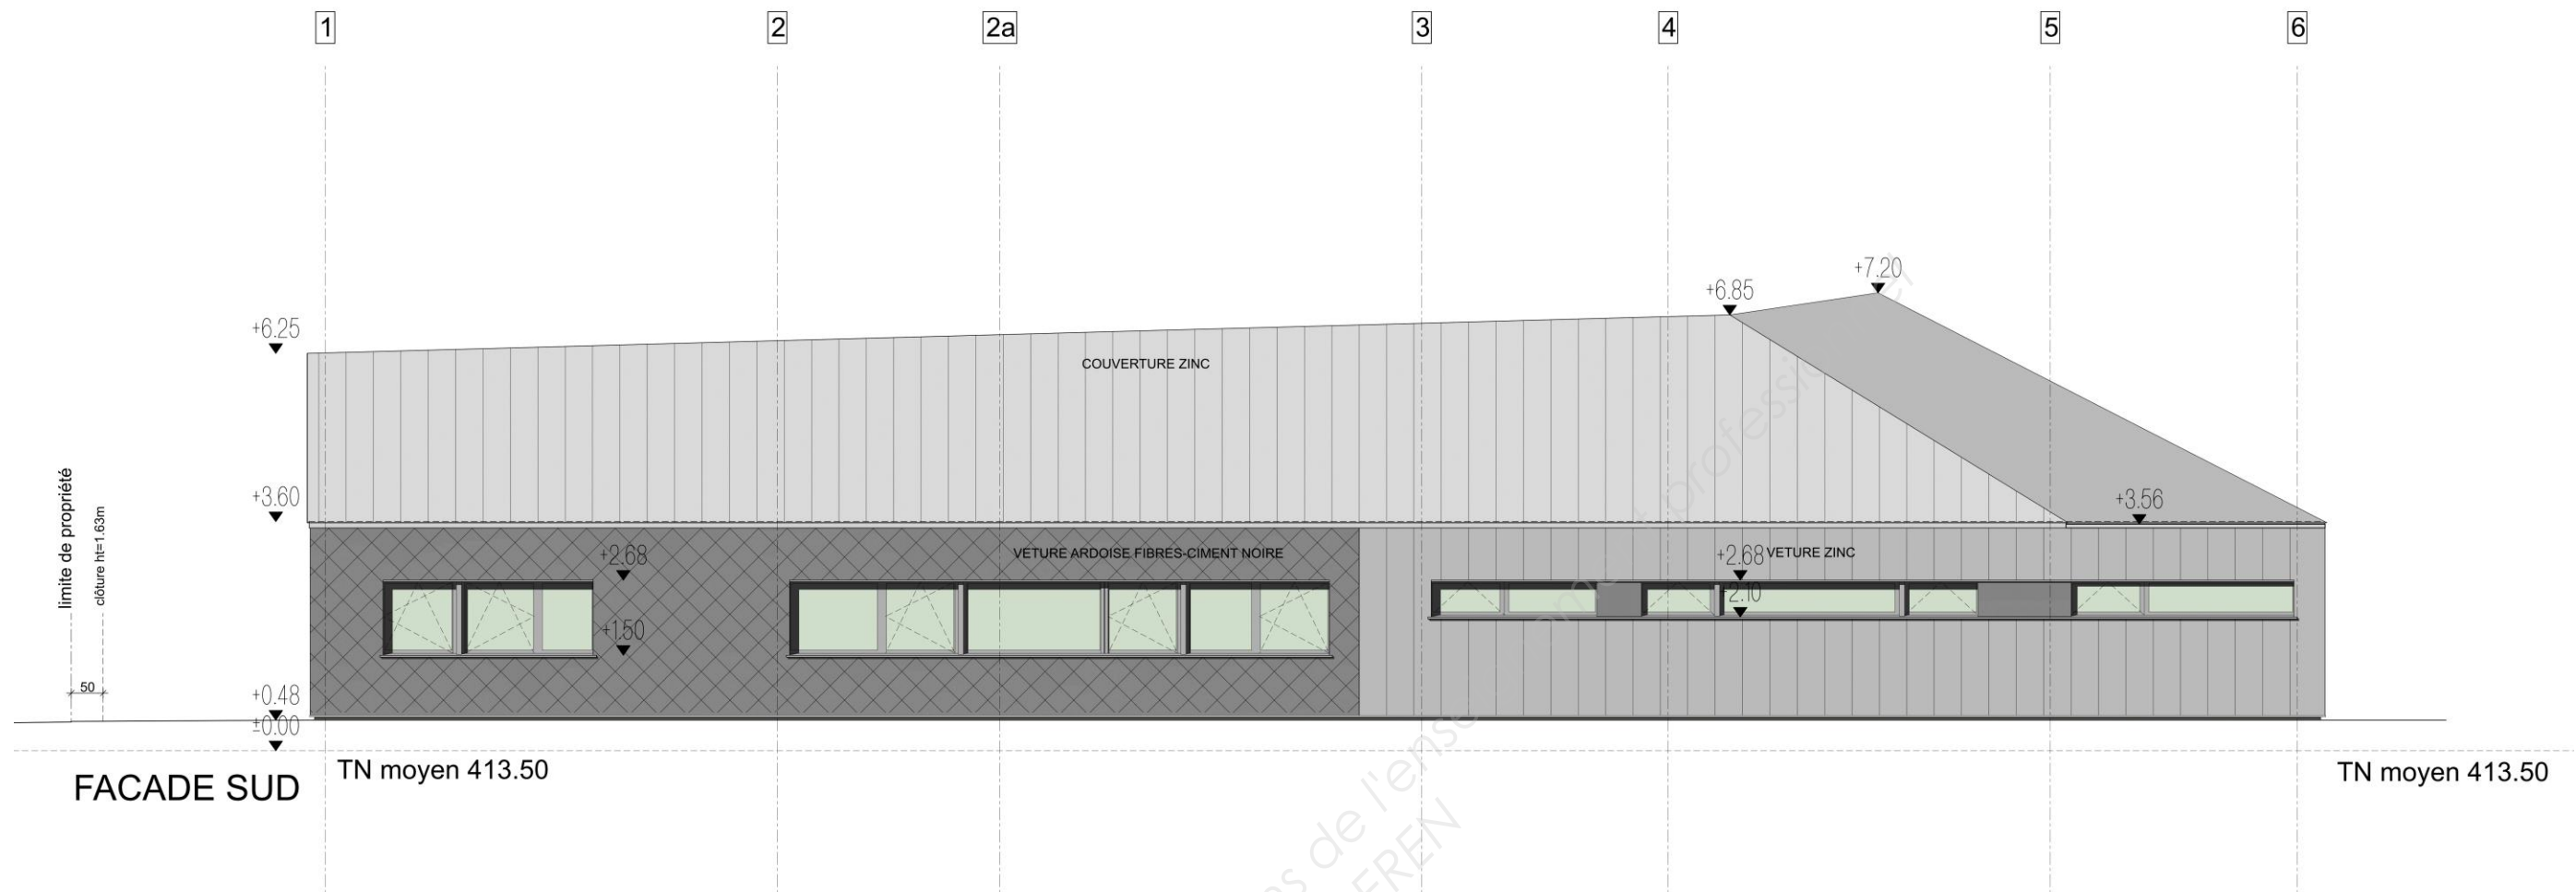 1
2
2a
3
4
5
6
+7.20
+6.85
+6.25
COUVERTURE ZINC
+3.60
+3.56
limite de propriété
clôture ht=1.63m
+2.68
VETURE ARDOISE FIBRES-CIMENT NOIRE
+2.68
VETURE ZINC
+2.10
+1.50
50
+0.48
±0.00
TN moyen 413.50
TN moyen 413.50
FACADE SUD